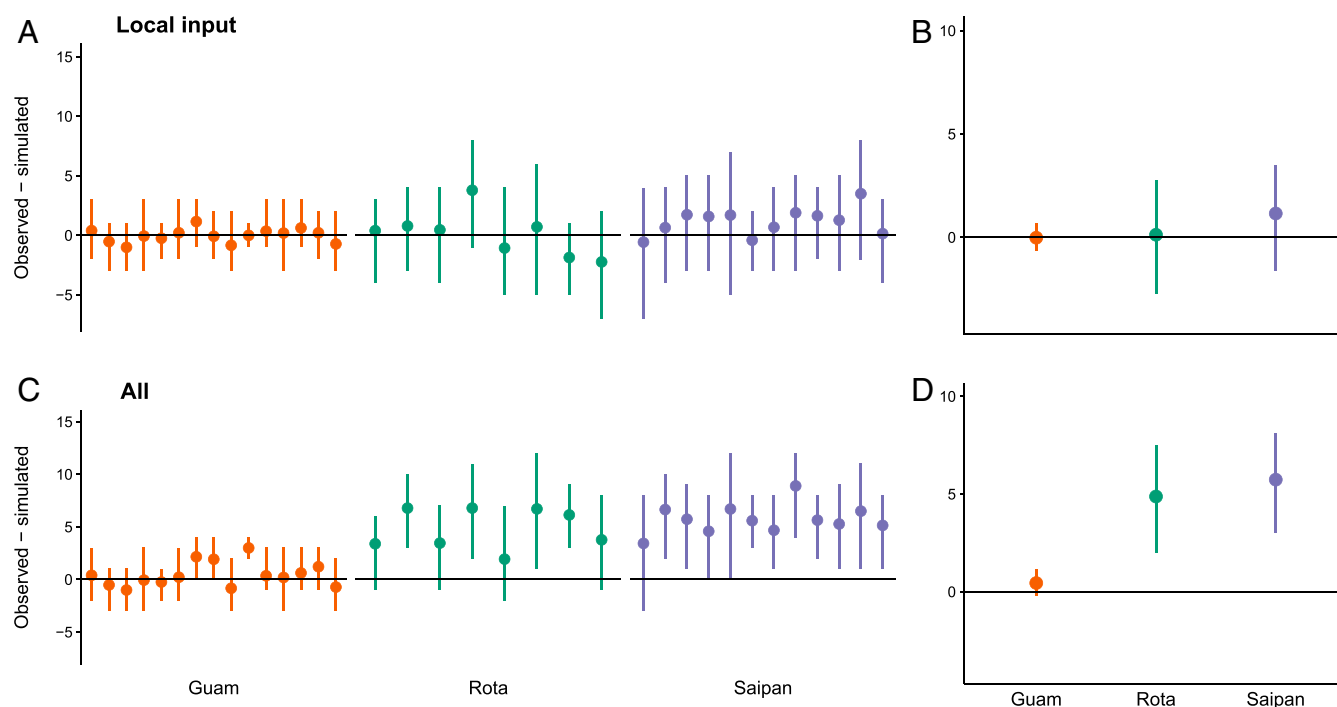 A
Local input
Observed − simulated
15
10
5
0
−5
B
10
5
0
C
All
Observed − simulated
15
10
5
0
−5
Guam
Rota
Saipan
D
10
5
0
Guam
Rota
Saipan